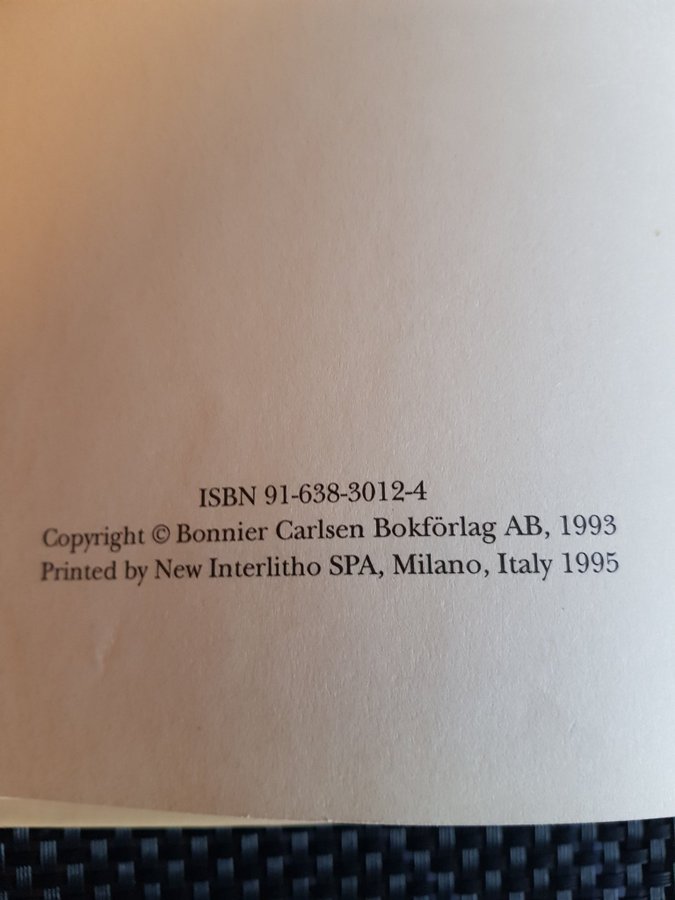 ISBN 91-638-3012-4
Copyright © Bonnier Carlsen Bokförlag AB, 1993
Printed by New Interlitho SPA, Milano, Italy 1995